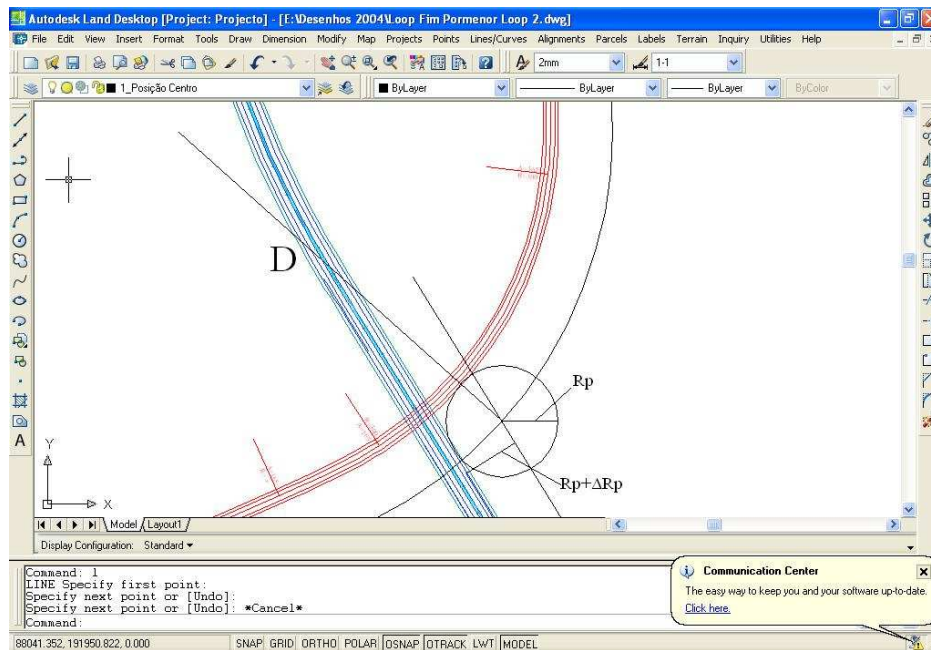 Autodesk Land Desktop [Project: Projecto] - [E:\Desenhos 2004\Loop Fim Pormenor Loop 2.dwg]
File Edit View Insert Format Tools Draw Dimension Modify Map Projects Points Lines/Curves Alignments Parcels Labels Terrain Inquiry Utilities Help
2mm 1-1
1_Posição Centro ByLayer ByLayer ByLayer ByColor
D
Rp
Rp+ΔRp
A
Y
X
Model Layout1
Display Configuration: Standard
Command: l
LINE Specify first point:
Specify next point or [Undo]:
Specify next point or [Undo]: *Cancel*
Command:
Communication Center
The easy way to keep you and your software up-to-date.
Click here.
88041.352, 191950.822, 0.000 SNAP GRID ORTHO POLAR OSNAP OTRACK LWT MODEL